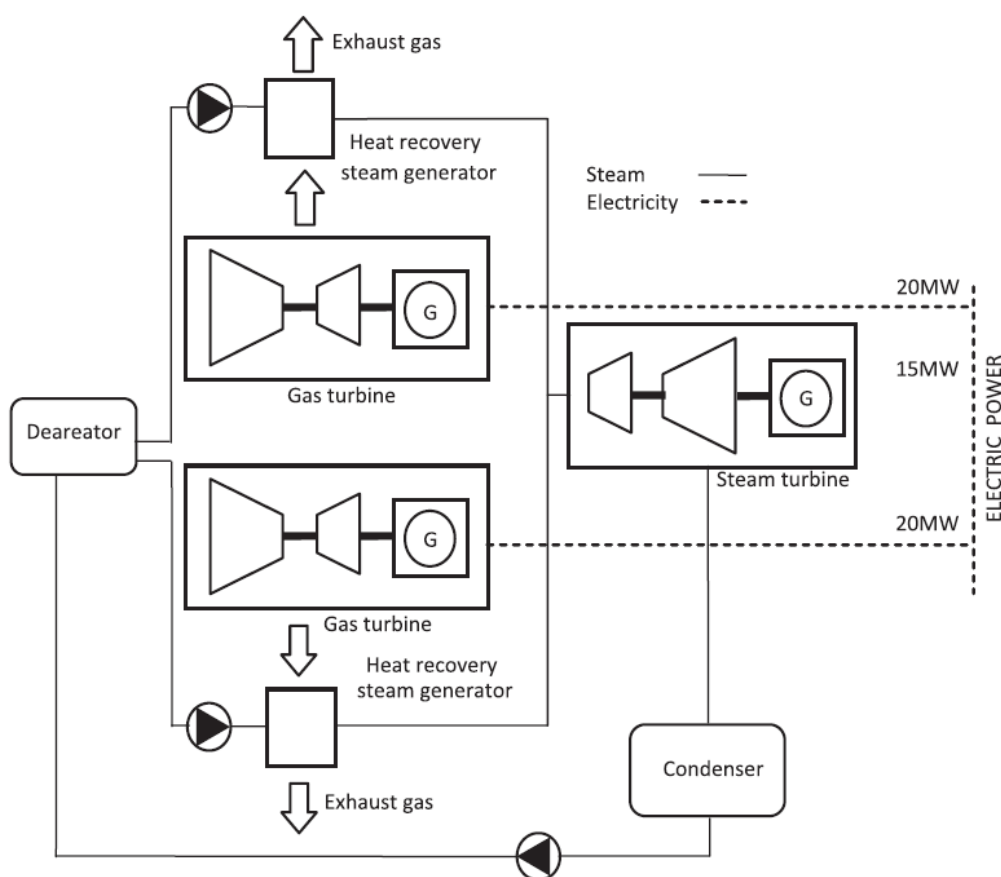 Exhaust gas
Heat recovery
steam generator
Steam
Electricity
20MW
G
Gas turbine
15MW
G
Steam turbine
ELECTRIC POWER
Deareator
20MW
G
Gas turbine
Heat recovery
steam generator
Condenser
Exhaust gas